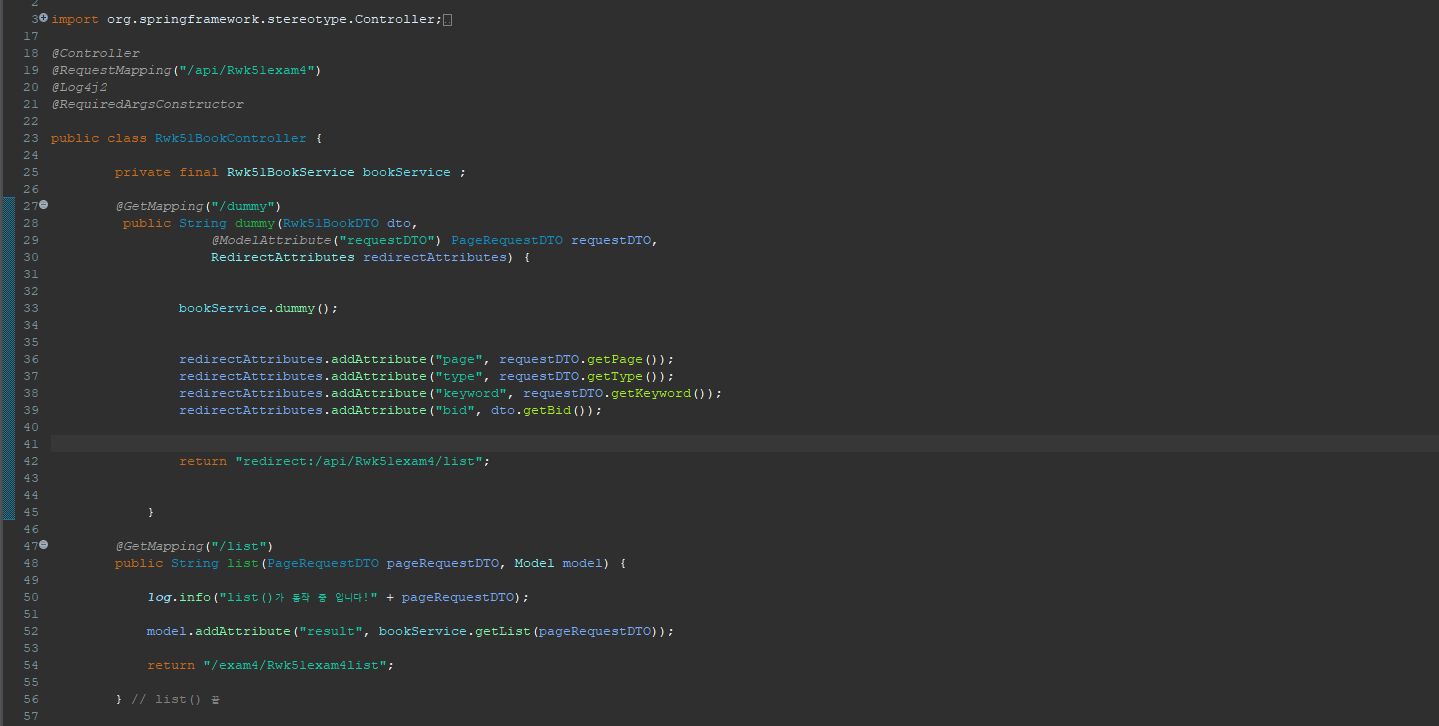 2
3 import org.springframework.stereotype.Controller;
17
18 @Controller
19 @RequestMapping("/api/Rwk51exam4")
20 @Log4j2
21 @RequiredArgsConstructor
22
23 public class Rwk51BookController {
24
25 private final Rwk51BookService bookService ;
26
27 @GetMapping("/dummy")
28 public String dummy(Rwk51BookDTO dto,
29 @ModelAttribute("requestDTO") PageRequestDTO requestDTO,
30 RedirectAttributes redirectAttributes) {
31
32
33 bookService.dummy();
34
35
36 redirectAttributes.addAttribute("page", requestDTO.getPage());
37 redirectAttributes.addAttribute("type", requestDTO.getType());
38 redirectAttributes.addAttribute("keyword", requestDTO.getKeyword());
39 redirectAttributes.addAttribute("bid", dto.getBid());
40
41
42 return "redirect:/api/Rwk51exam4/list";
43
44
45 }
46
47 @GetMapping("/list")
48 public String list(PageRequestDTO pageRequestDTO, Model model) {
49
50 log.info("list()가 동작 중 입니다!" + pageRequestDTO);
51
52 model.addAttribute("result", bookService.getList(pageRequestDTO));
53
54 return "/exam4/Rwk51exam4list";
55
56 } // list() 끝
57